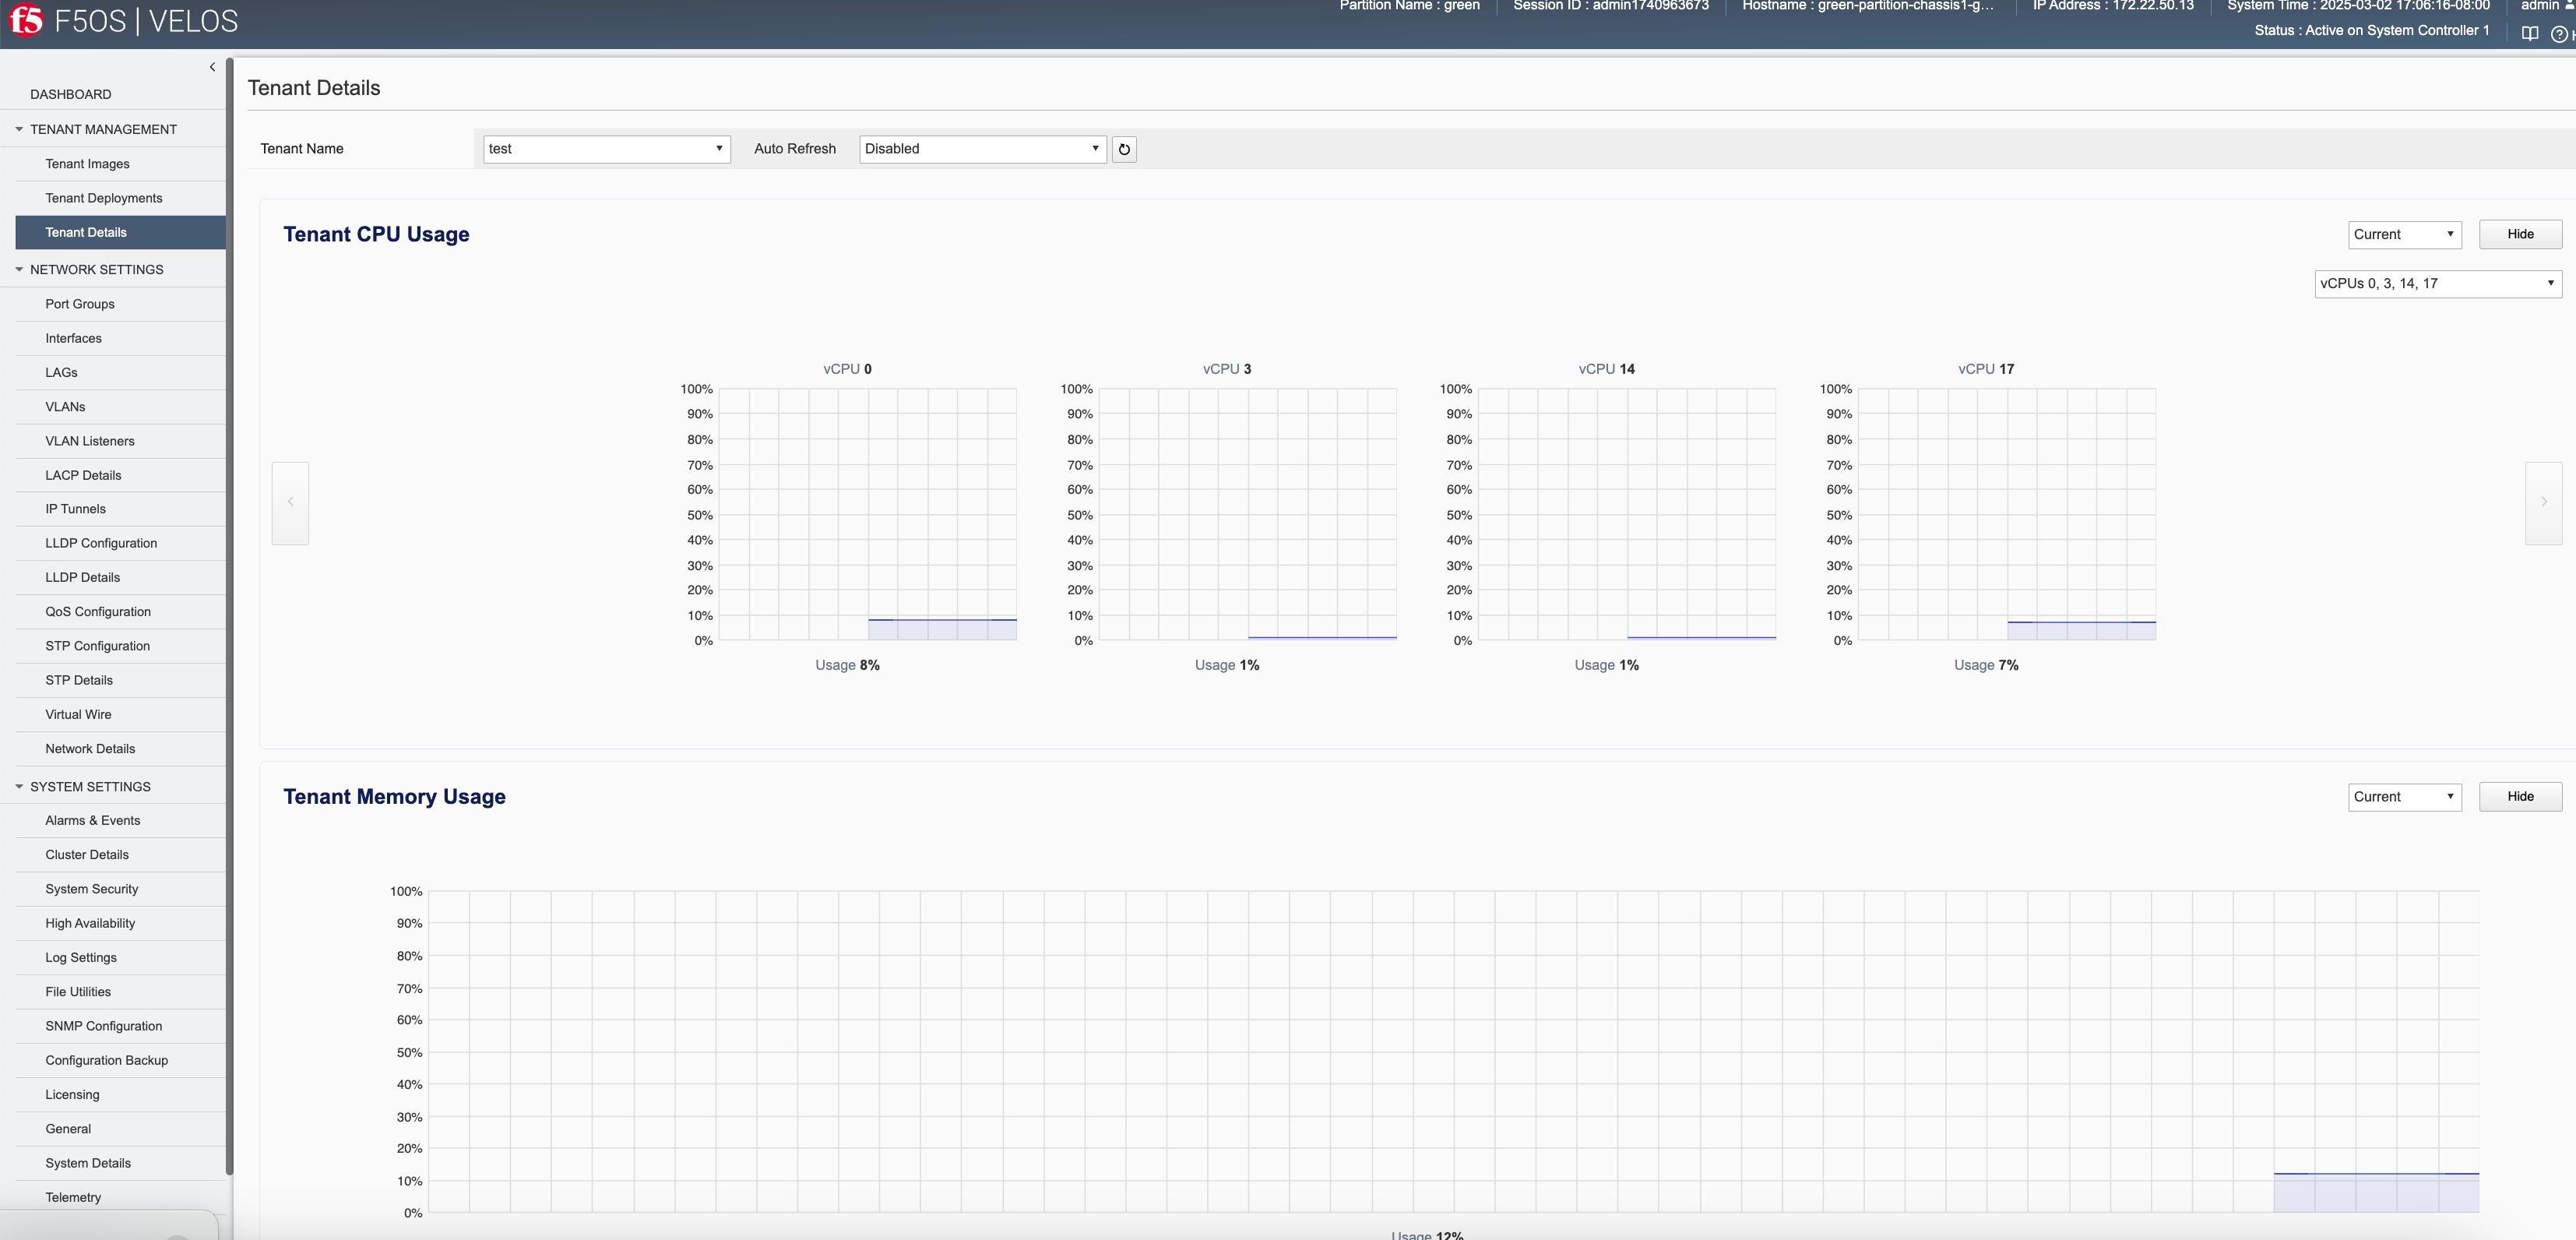 f5 F5OS | VELOS
Partition Name : green
Session ID : admin1740963673
Hostname : green-partition-chassis1-g...
IP Address : 172.22.50.13
System Time : 2025-03-02 17:06:16-08:00
admin
Status : Active on System Controller 1
DASHBOARD
TENANT MANAGEMENT
Tenant Images
Tenant Deployments
Tenant Details
NETWORK SETTINGS
Port Groups
Interfaces
LAGs
VLANs
VLAN Listeners
LACP Details
IP Tunnels
LLDP Configuration
LLDP Details
QoS Configuration
STP Configuration
STP Details
Virtual Wire
Network Details
SYSTEM SETTINGS
Alarms & Events
Cluster Details
System Security
High Availability
Log Settings
File Utilities
SNMP Configuration
Configuration Backup
Licensing
General
System Details
Telemetry
Tenant Details
Tenant Name test Auto Refresh Disabled
Tenant CPU Usage
Current Hide
vCPUs 0, 3, 14, 17
vCPU 0
100%
90%
80%
70%
60%
50%
40%
30%
20%
10%
0%
Usage 8%
vCPU 3
100%
90%
80%
70%
60%
50%
40%
30%
20%
10%
0%
Usage 1%
vCPU 14
100%
90%
80%
70%
60%
50%
40%
30%
20%
10%
0%
Usage 1%
vCPU 17
100%
90%
80%
70%
60%
50%
40%
30%
20%
10%
0%
Usage 7%
Tenant Memory Usage
Current Hide
100%
90%
80%
70%
60%
50%
40%
30%
20%
10%
0%
Usage 12%